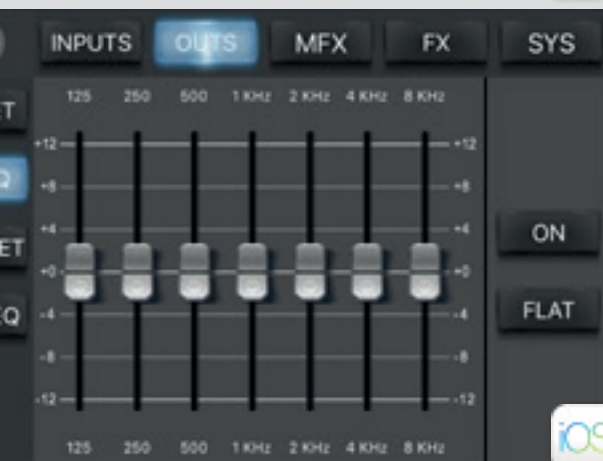 INPUTS OUTS MFX FX SYS
125 250 500 1 KHz 2 KHz 4 KHz 8 KHz
ET
+12 +12
+8 +8
Q
+4 +4
ON
ET
+0 +0
FLAT
EQ
-4 -4
-8 -8
-12 -12
iOS
125 250 500 1 KHz 2 KHz 4 KHz 8 KHz